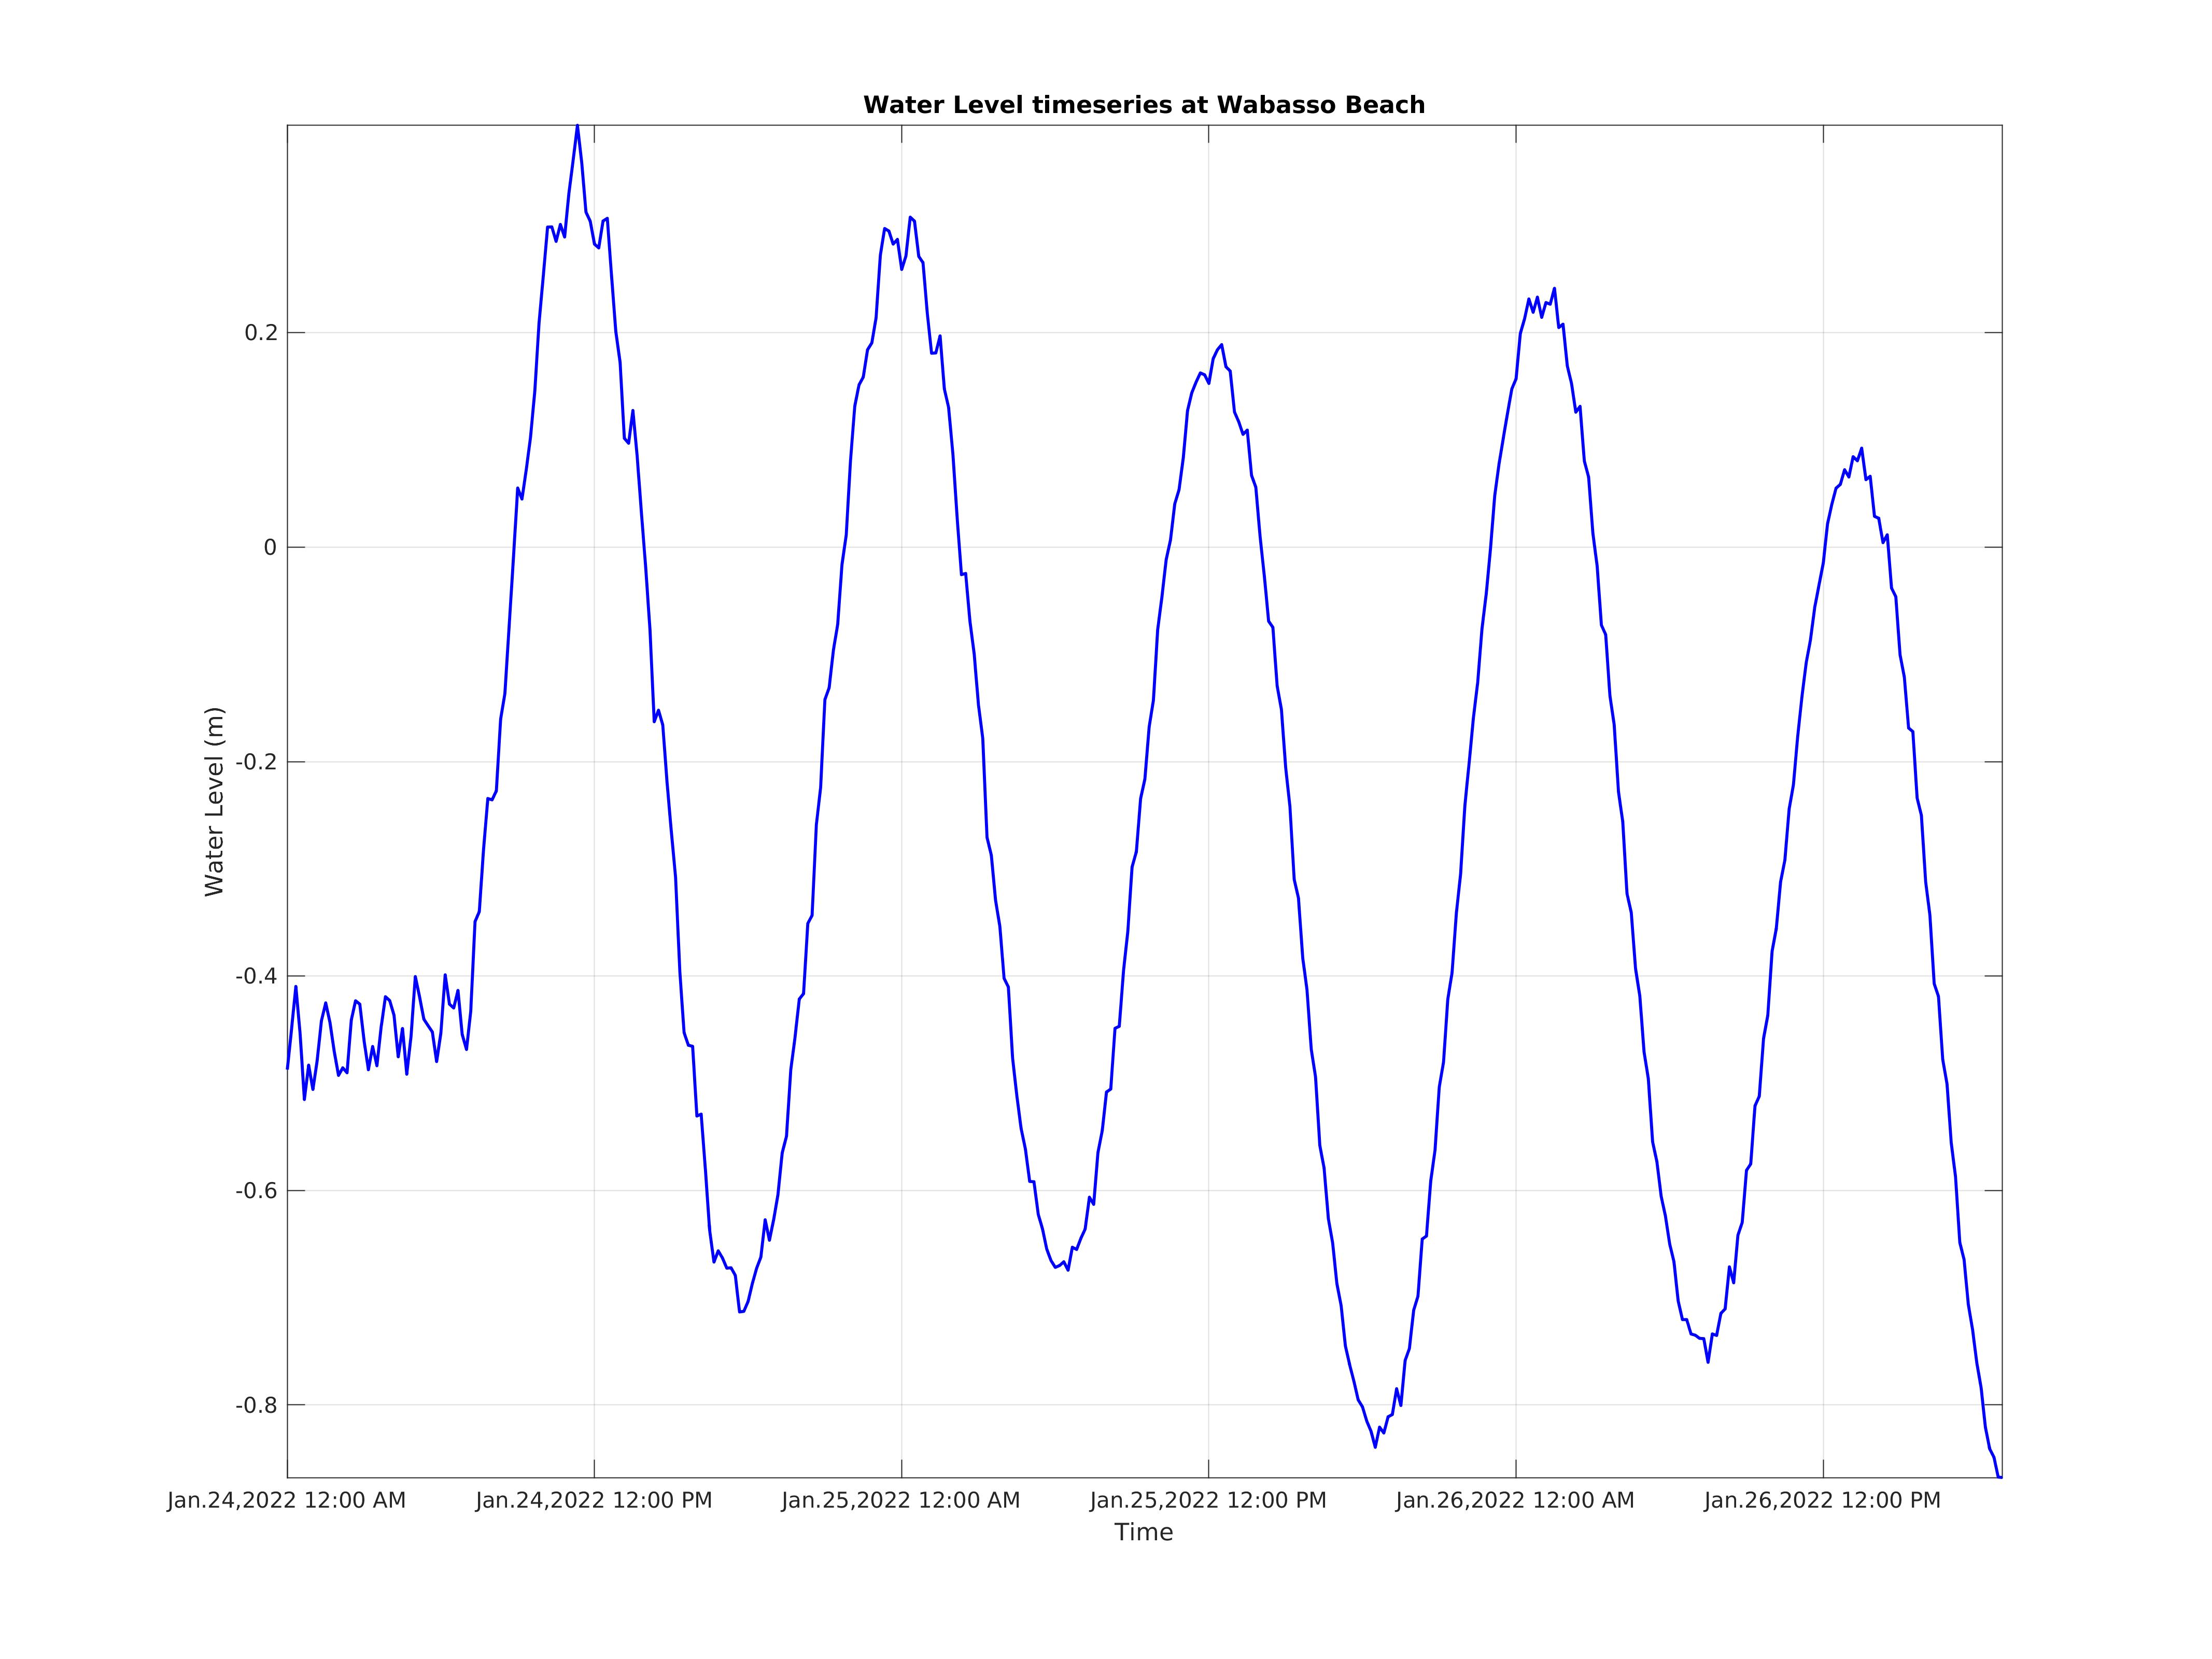 Water Level timeseries at Wabasso Beach
0.2
0
-0.2
-0.4
-0.6
-0.8
Water Level (m)
Jan.24,2022 12:00 AM
Jan.24,2022 12:00 PM
Jan.25,2022 12:00 AM
Jan.25,2022 12:00 PM
Jan.26,2022 12:00 AM
Jan.26,2022 12:00 PM
Time